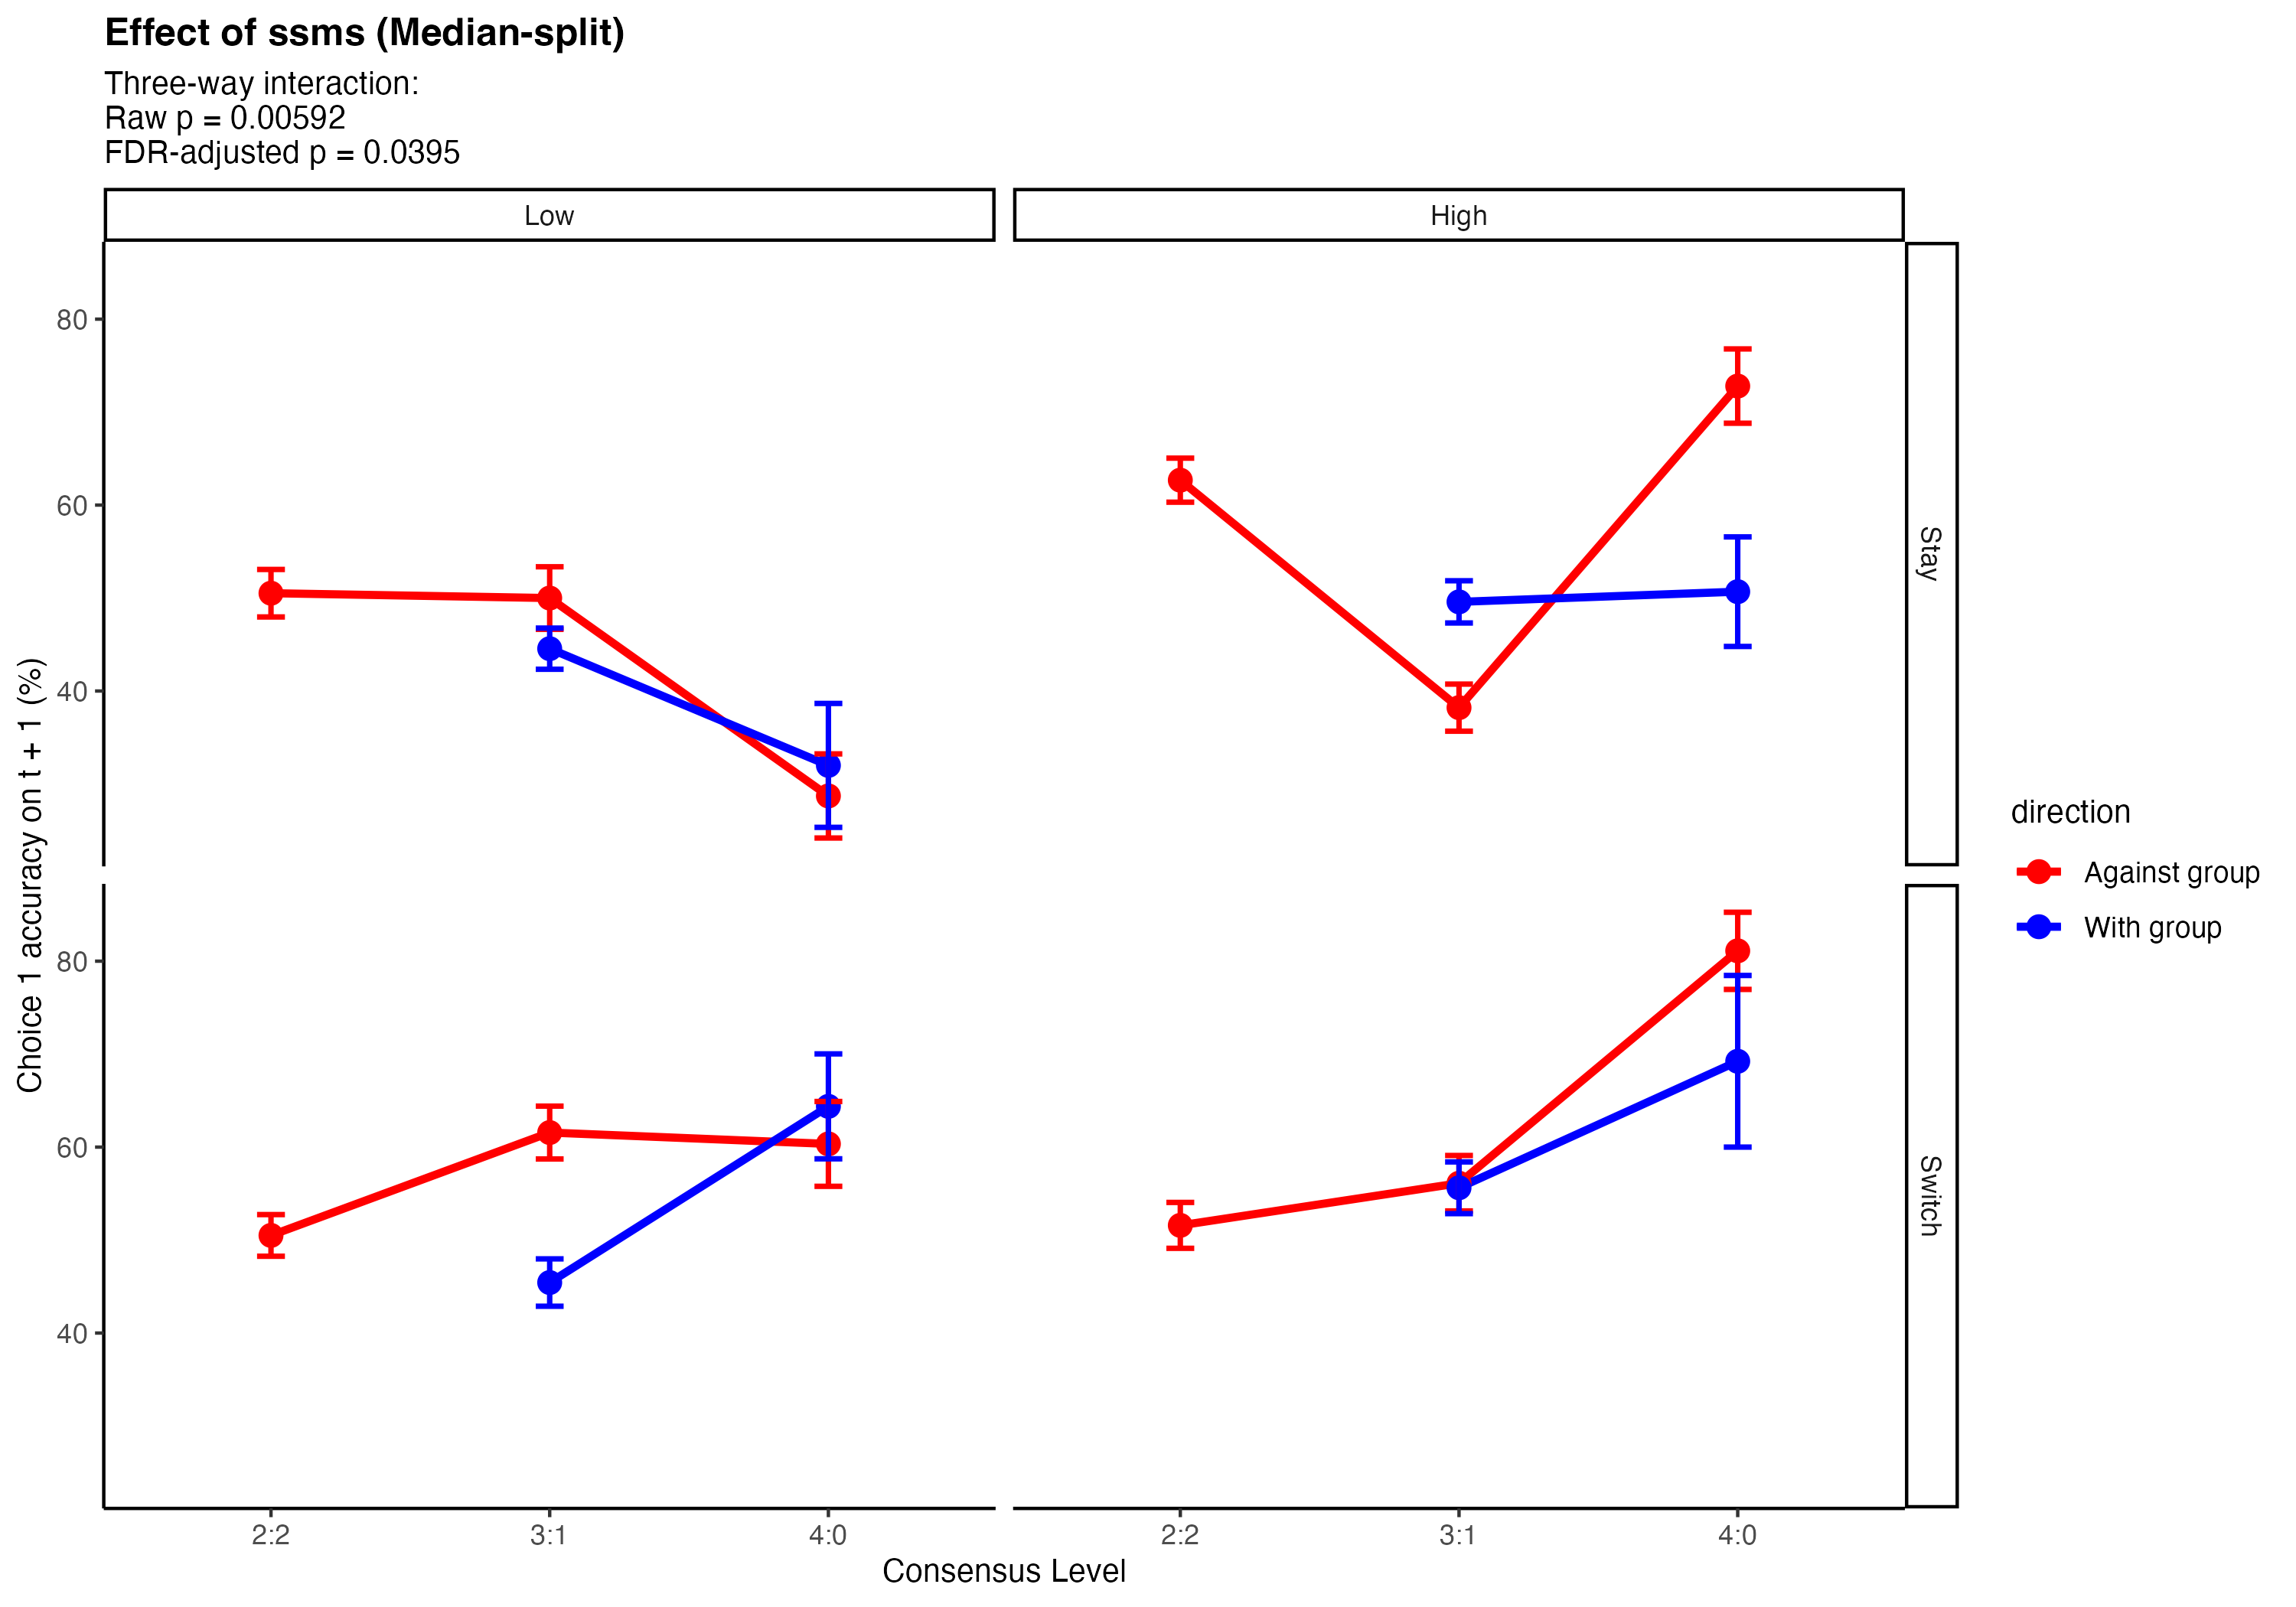 Effect of ssms (Median-split)
Three-way interaction:
Raw p = 0.00592
FDR-adjusted p = 0.0395
Low
High
80
60
40
Stay
80
60
40
Switch
Choice 1 accuracy on t + 1 (%)
2:2
3:1
4:0
2:2
3:1
4:0
Consensus Level
direction
Against group
With group